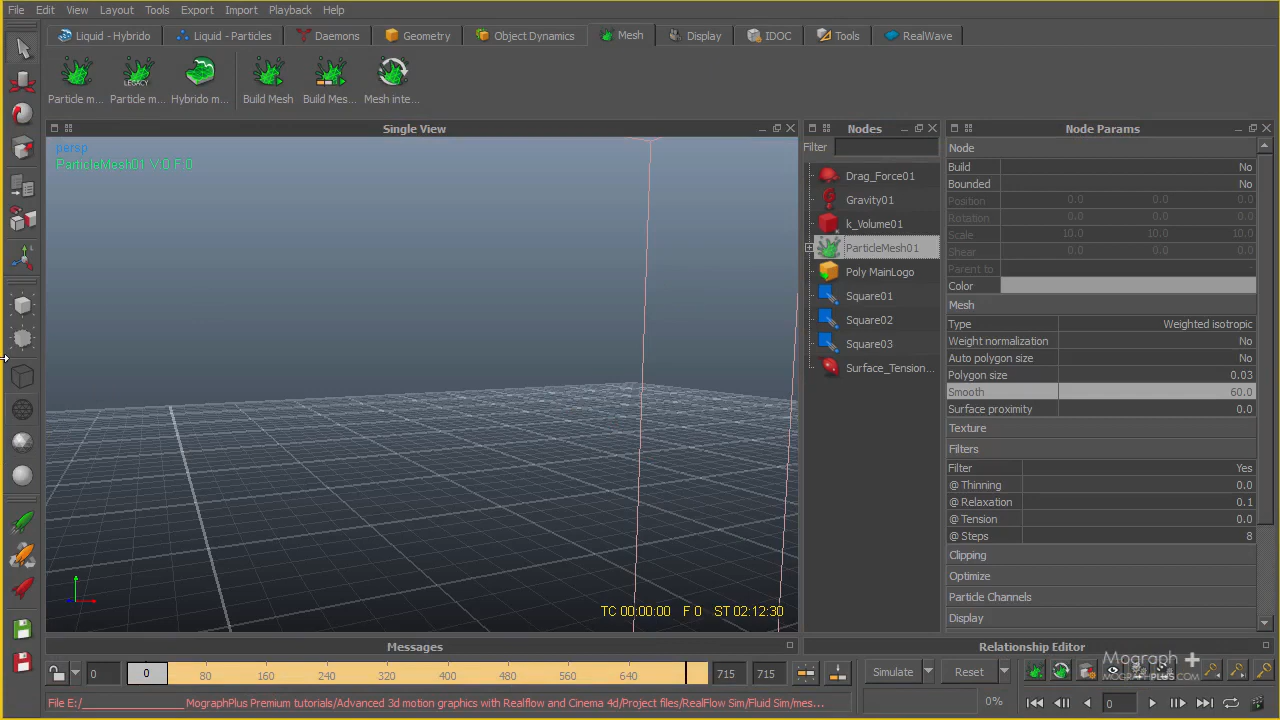 File Edit View Layout Tools Export Import Playback Help
Liquid - Hybrido Liquid - Particles Daemons Geometry Object Dynamics Mesh Display IDOC Tools RealWave
LEGACY
Particle m... Particle m... Hybrido m... Build Mesh Build Mes... Mesh inte...
Single View
persp
ParticleMesh01 V:0 F:0
TC 00:00:00 F 0 ST 02:12:30
Nodes
Filter
Drag_Force01
Gravity01
k_Volume01
ParticleMesh01
Poly MainLogo
Square01
Square02
Square03
Surface_Tension...
Node Params
Node
Build No
Bounded No
Position 0.0 0.0 0.0
Rotation 0.0 0.0 0.0
Scale 10.0 10.0 10.0
Shear 0.0 0.0 0.0
Parent to -
Color
Mesh
Type Weighted isotropic
Weight normalization No
Auto polygon size No
Polygon size 0.03
Smooth 60.0
Surface proximity 0.0
Texture
Filters
Filter Yes
@ Thinning 0.0
@ Relaxation 0.1
@ Tension 0.0
@ Steps 8
Clipping
Optimize
Particle Channels
Display
Messages
Relationship Editor
0 0 80 160 240 320 400 480 560 640 715 715
Simulate Reset
Mograph +
MOGRAPHPLUS.COM
File E:/______________________MographPlus Premium tutorials/Advanced 3d motion graphics with Realflow and Cinema 4d/Project files/RealFlow Sim/Fluid Sim/mes...
0% 0